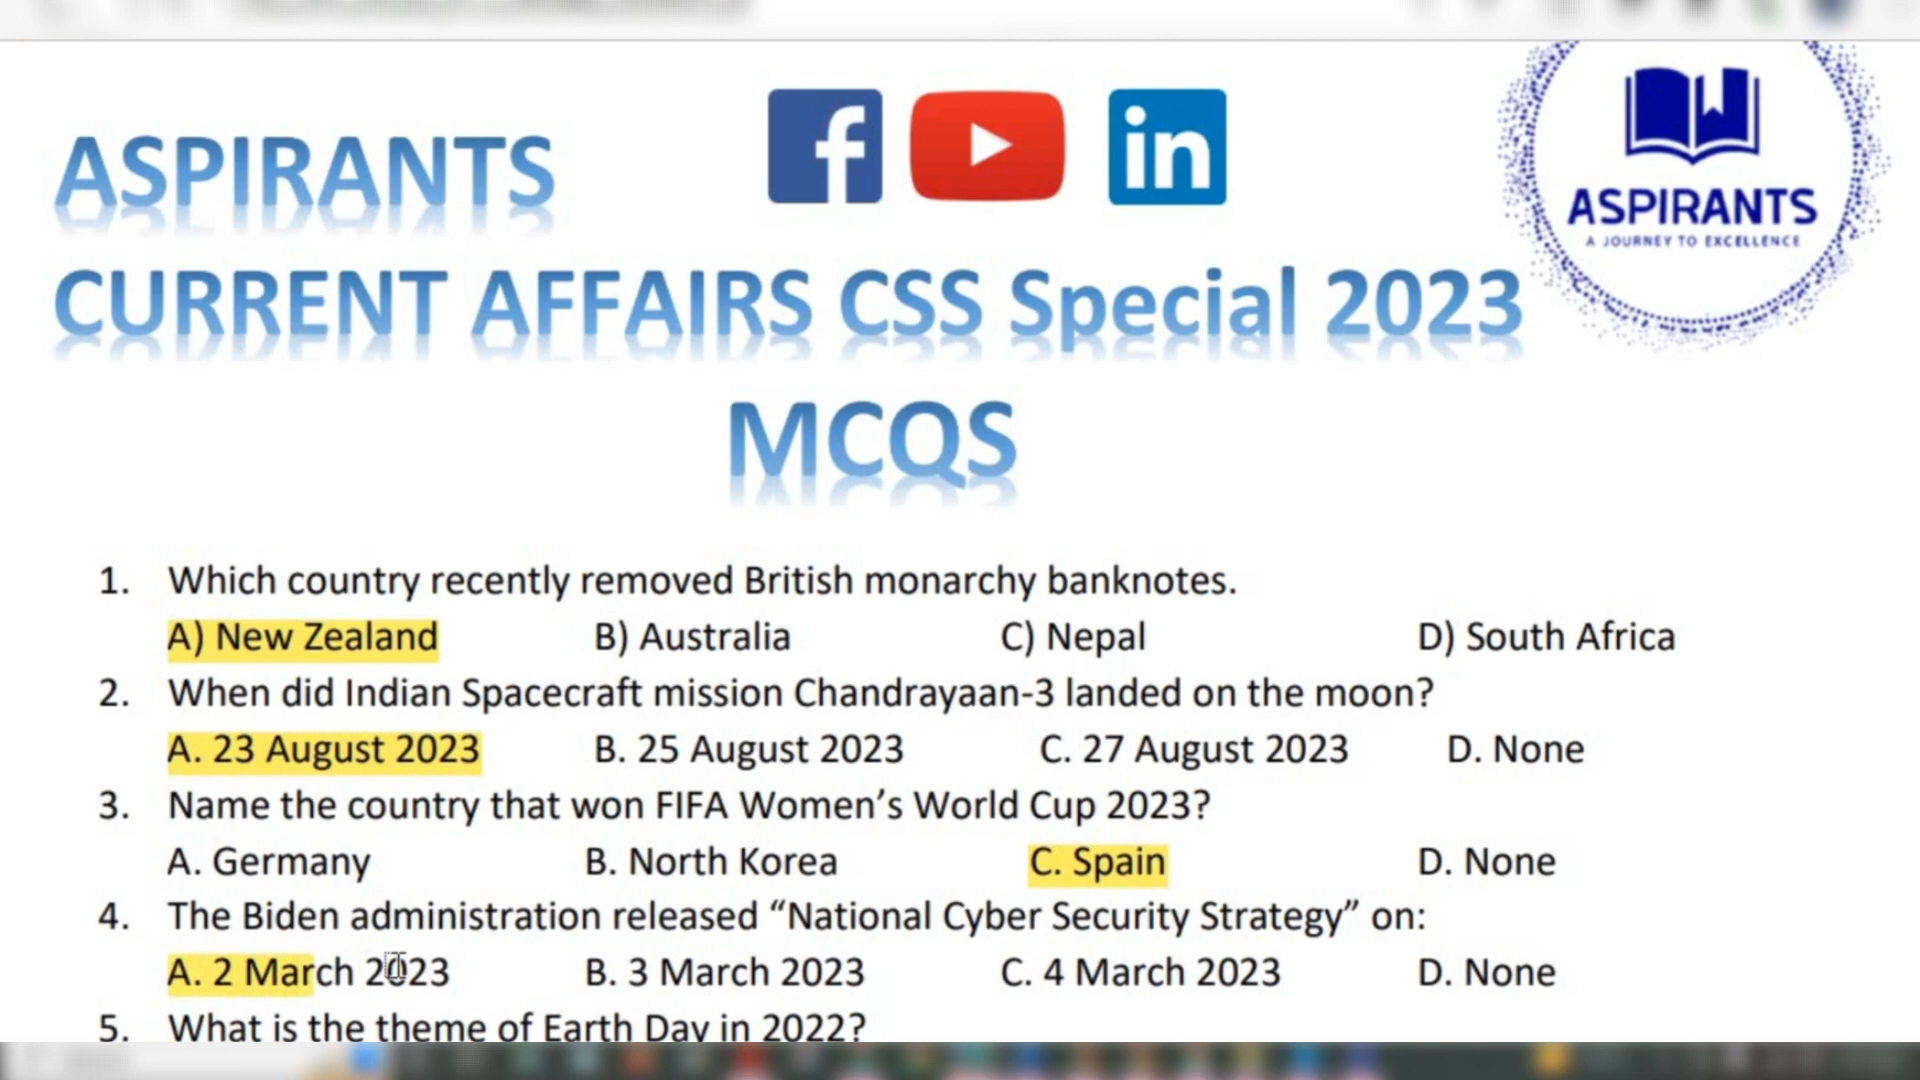 ASPIRANTS
ASPIRANTS
A JOURNEY TO EXCELLENCE
CURRENT AFFAIRS CSS Special 2023
MCQS
1. Which country recently removed British monarchy banknotes.
A) New Zealand B) Australia C) Nepal D) South Africa
2. When did Indian Spacecraft mission Chandrayaan-3 landed on the moon?
A. 23 August 2023 B. 25 August 2023 C. 27 August 2023 D. None
3. Name the country that won FIFA Women’s World Cup 2023?
A. Germany B. North Korea C. Spain D. None
4. The Biden administration released “National Cyber Security Strategy” on:
A. 2 March 2023 B. 3 March 2023 C. 4 March 2023 D. None
5. What is the theme of Earth Day in 2022?